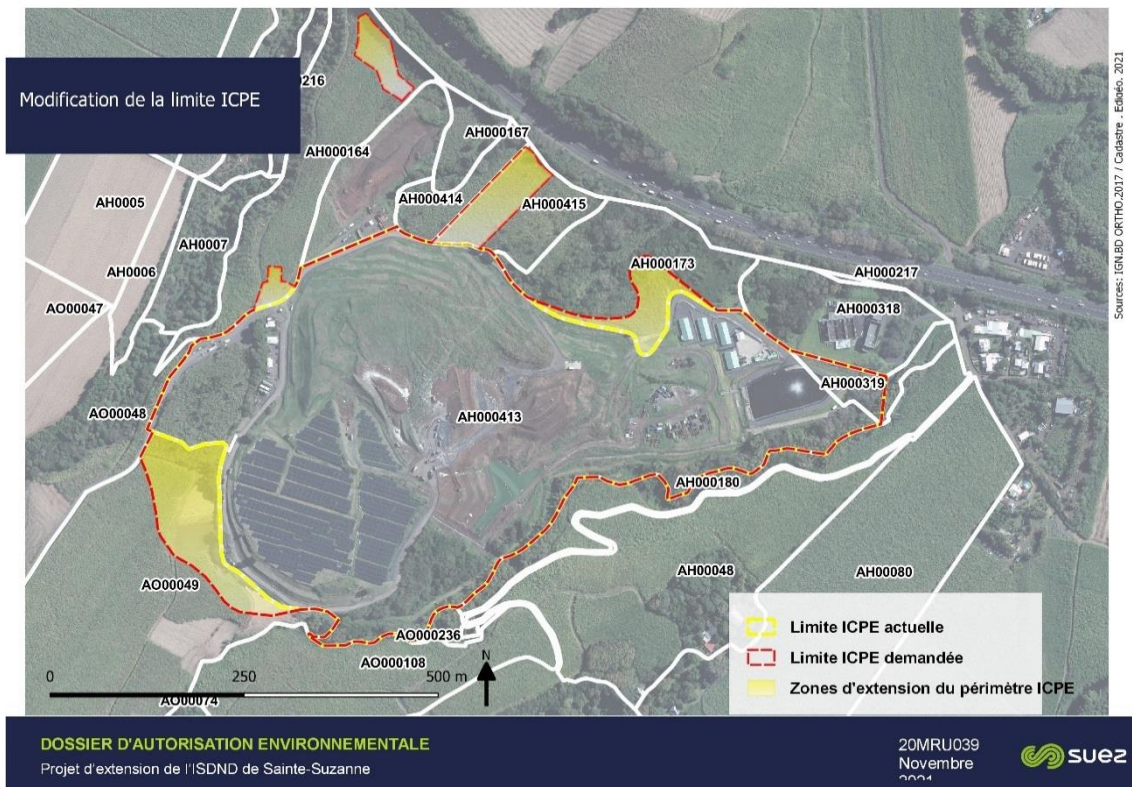 Modification de la limite ICPE
Sources: IGN.BD ORTHO.2017 / Cadastre . Edigéo. 2021
AH000167
AH000164
AH000414
AH000415
AH0005
AH0007
AH0006
AO00047
AH000173
AH000217
AH000318
AH000319
AO00048
AH000413
AH000180
AO00049
AH00048
AH00080
AO000236
AO000108
AO00074
0 250 500 m
N
Limite ICPE actuelle
Limite ICPE demandée
Zones d'extension du périmètre ICPE
DOSSIER D'AUTORISATION ENVIRONNEMENTALE
Projet d'extension de l'ISDND de Sainte-Suzanne
20MRU039
Novembre
2021
suez